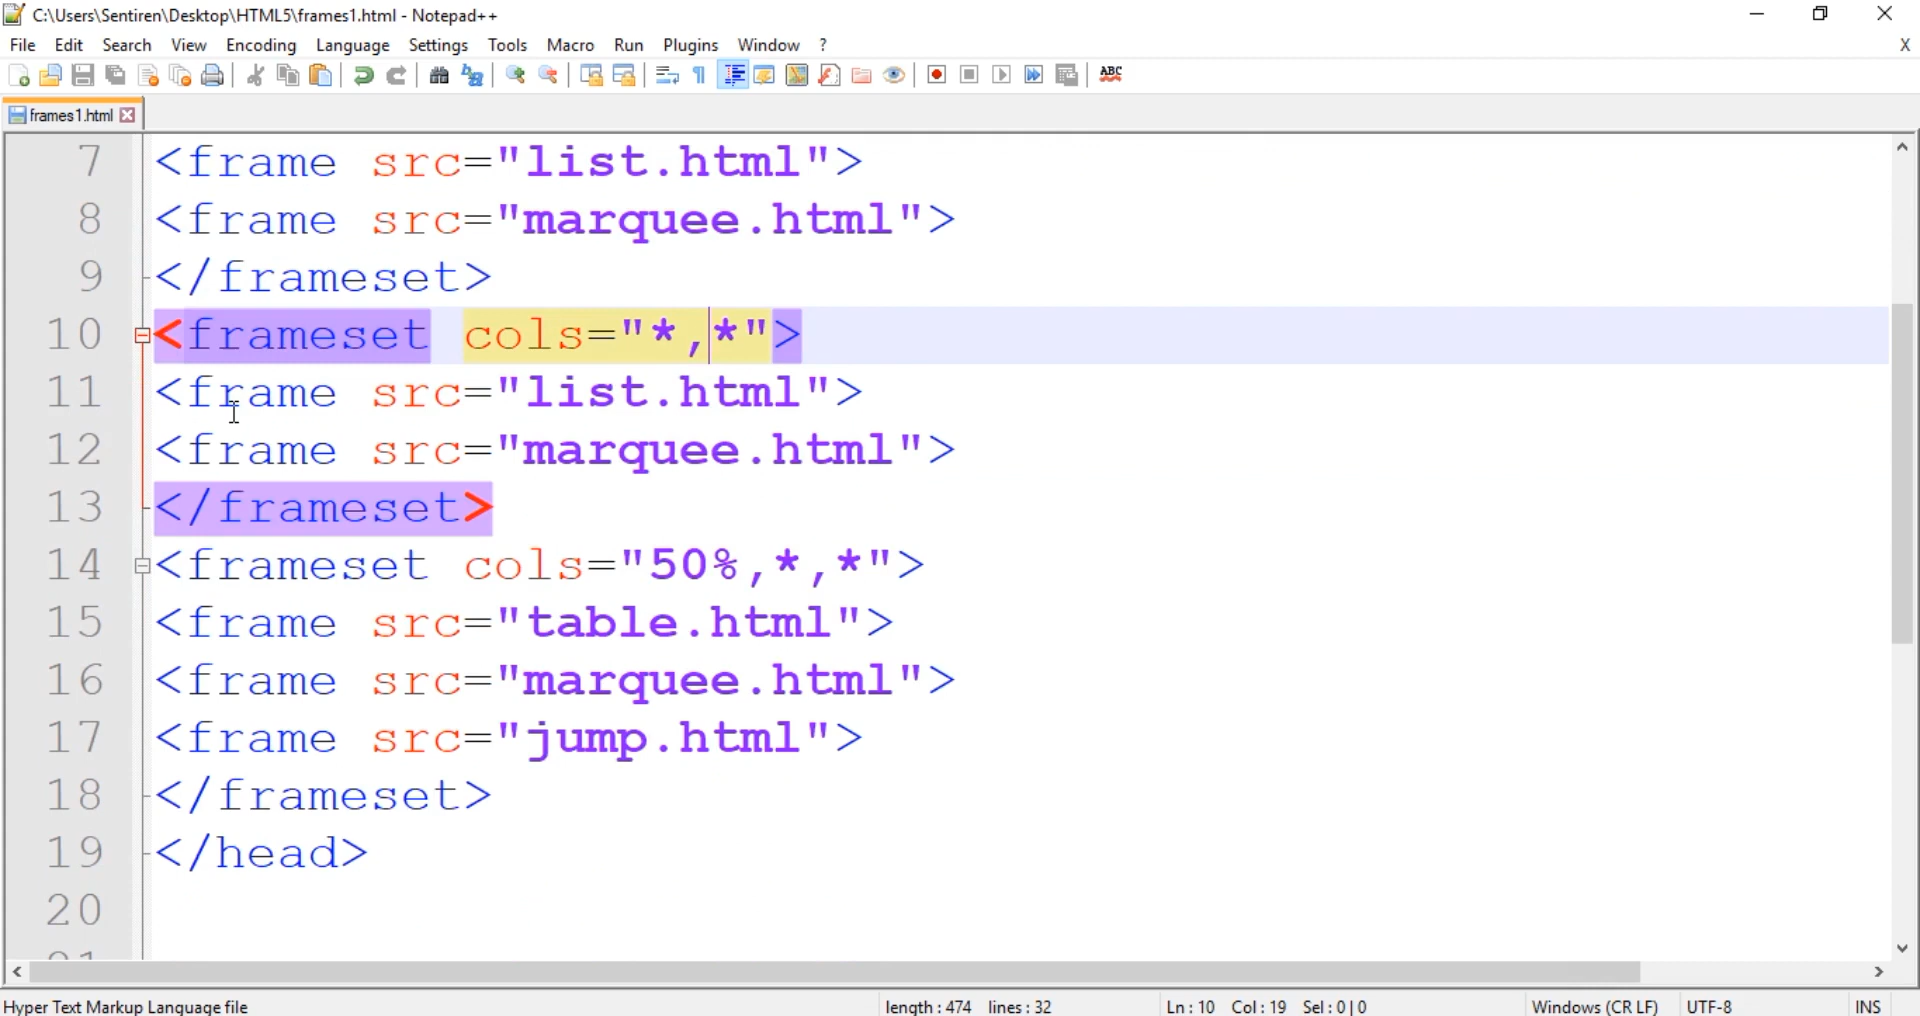 C:\Users\Sentiren\Desktop\HTML5\frames1.html - Notepad++
File Edit Search View Encoding Language Settings Tools Macro Run Plugins Window ? X
ABC
frames1.html
7 <frame src="list.html">
8 <frame src="marquee.html">
9 </frameset>
10 <frameset cols="*,*">
11 <frame src="list.html">
12 <frame src="marquee.html">
13 </frameset>
14 <frameset cols="50%,*,*">
15 <frame src="table.html">
16 <frame src="marquee.html">
17 <frame src="jump.html">
18 </frameset>
19 </head>
20
Hyper Text Markup Language file length : 474 lines : 32 Ln : 10 Col : 19 Sel : 0 | 0 Windows (CR LF) UTF-8 INS